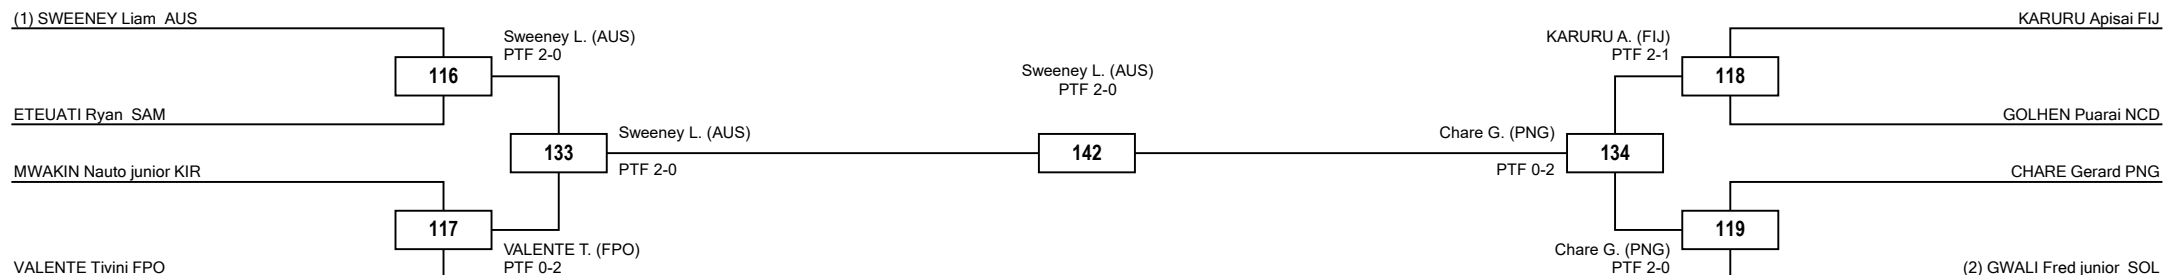 (1) SWEENEY Liam AUS
KARURU Apisai FIJ
Sweeney L. (AUS)
PTF 2-0
KARURU A. (FIJ)
PTF 2-1
116
Sweeney L. (AUS)
PTF 2-0
118
ETEUATI Ryan SAM
GOLHEN Puarai NCD
Sweeney L. (AUS)
PTF 2-0
133
142
Chare G. (PNG)
PTF 0-2
134
MWAKIN Nauto junior KIR
CHARE Gerard PNG
117
119
VALENTE T. (FPO)
PTF 0-2
Chare G. (PNG)
PTF 2-0
VALENTE Tivini FPO
(2) GWALI Fred junior SOL